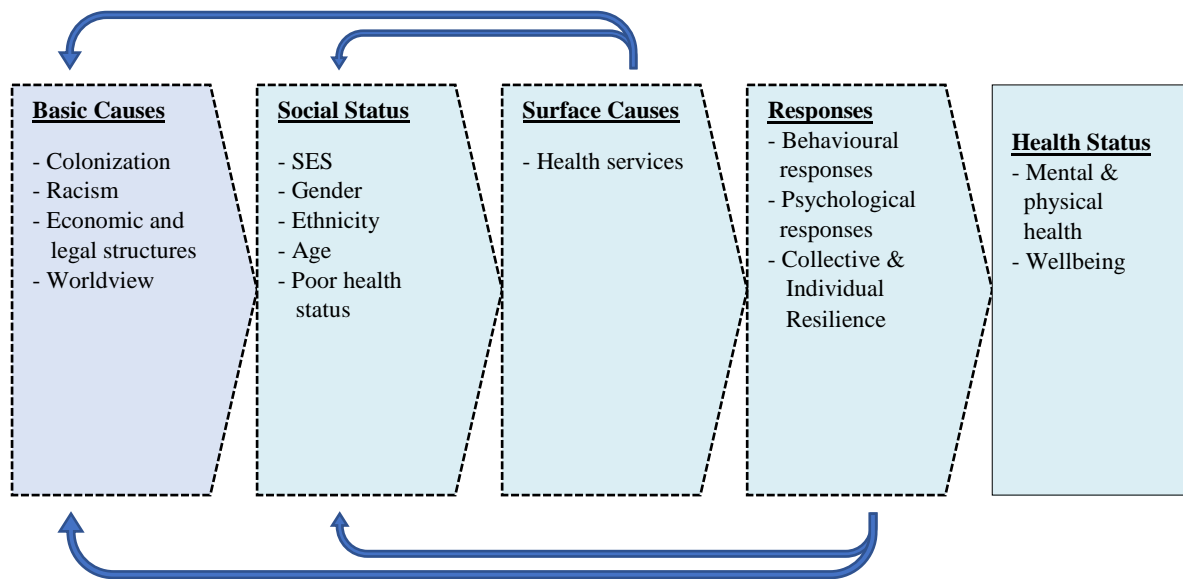 Basic Causes
- Colonization
- Racism
- Economic and
legal structures
- Worldview
Social Status
- SES
- Gender
- Ethnicity
- Age
- Poor health
status
Surface Causes
- Health services
Responses
- Behavioural
responses
- Psychological
responses
- Collective &
Individual
Resilience
Health Status
- Mental &
physical
health
- Wellbeing